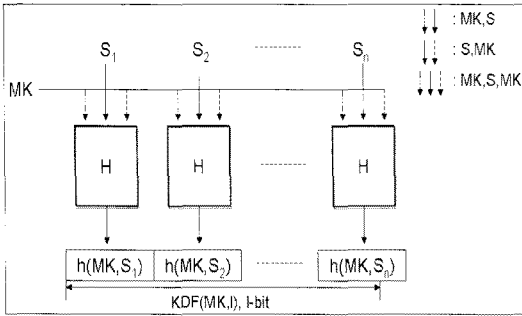 S1 S2 Sn
: MK,S
: S,MK
: MK,S,MK
MK
H H H
h(MK,S1) h(MK,S2) h(MK,Sn)
KDF(MK,l), l-bit